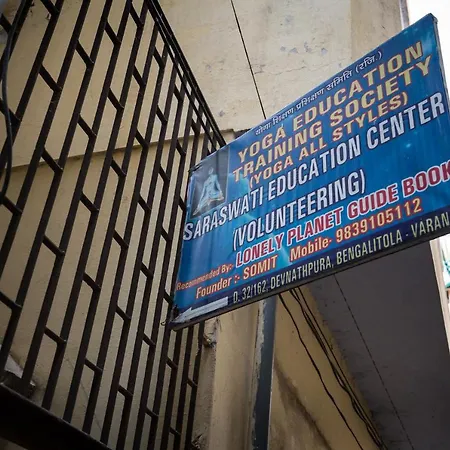 योग शिक्षण प्रशिक्षण समिति (रजि.)
YOGA EDUCATION
TRAINING SOCIETY
(YOGA ALL STYLES)
SARASWATI EDUCATION CENTER
(VOLUNTEERING)
Recommended By:- LONELY PLANET GUIDE BOOK
Founder :- SOMIT Mobile- 9839105112
D. 32/162, DEVNATHPURA, BENGALITOLA - VARAN